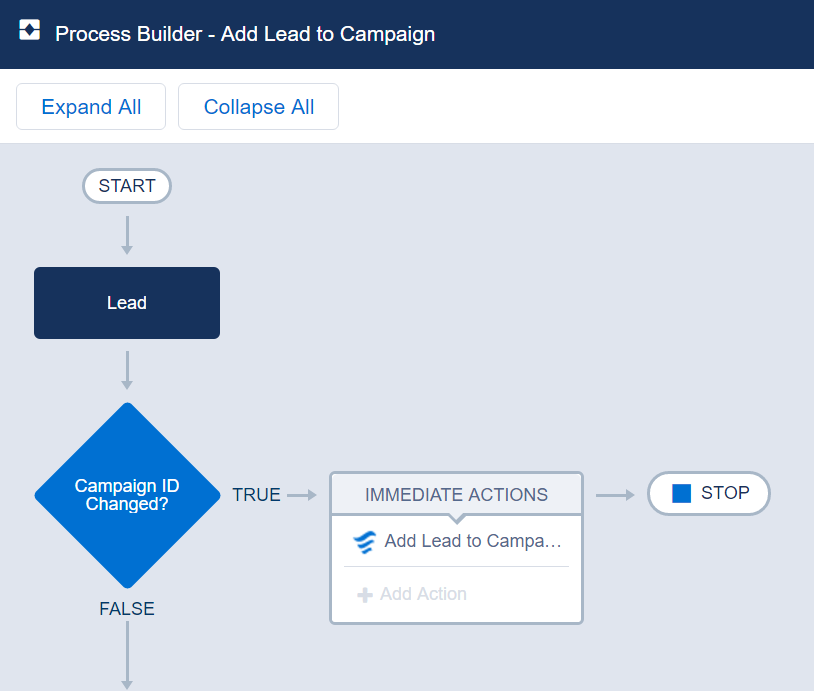 Process Builder - Add Lead to Campaign
Expand All
Collapse All
START
Lead
Campaign ID
Changed?
TRUE
IMMEDIATE ACTIONS
STOP
Add Lead to Campa...
Add Action
FALSE